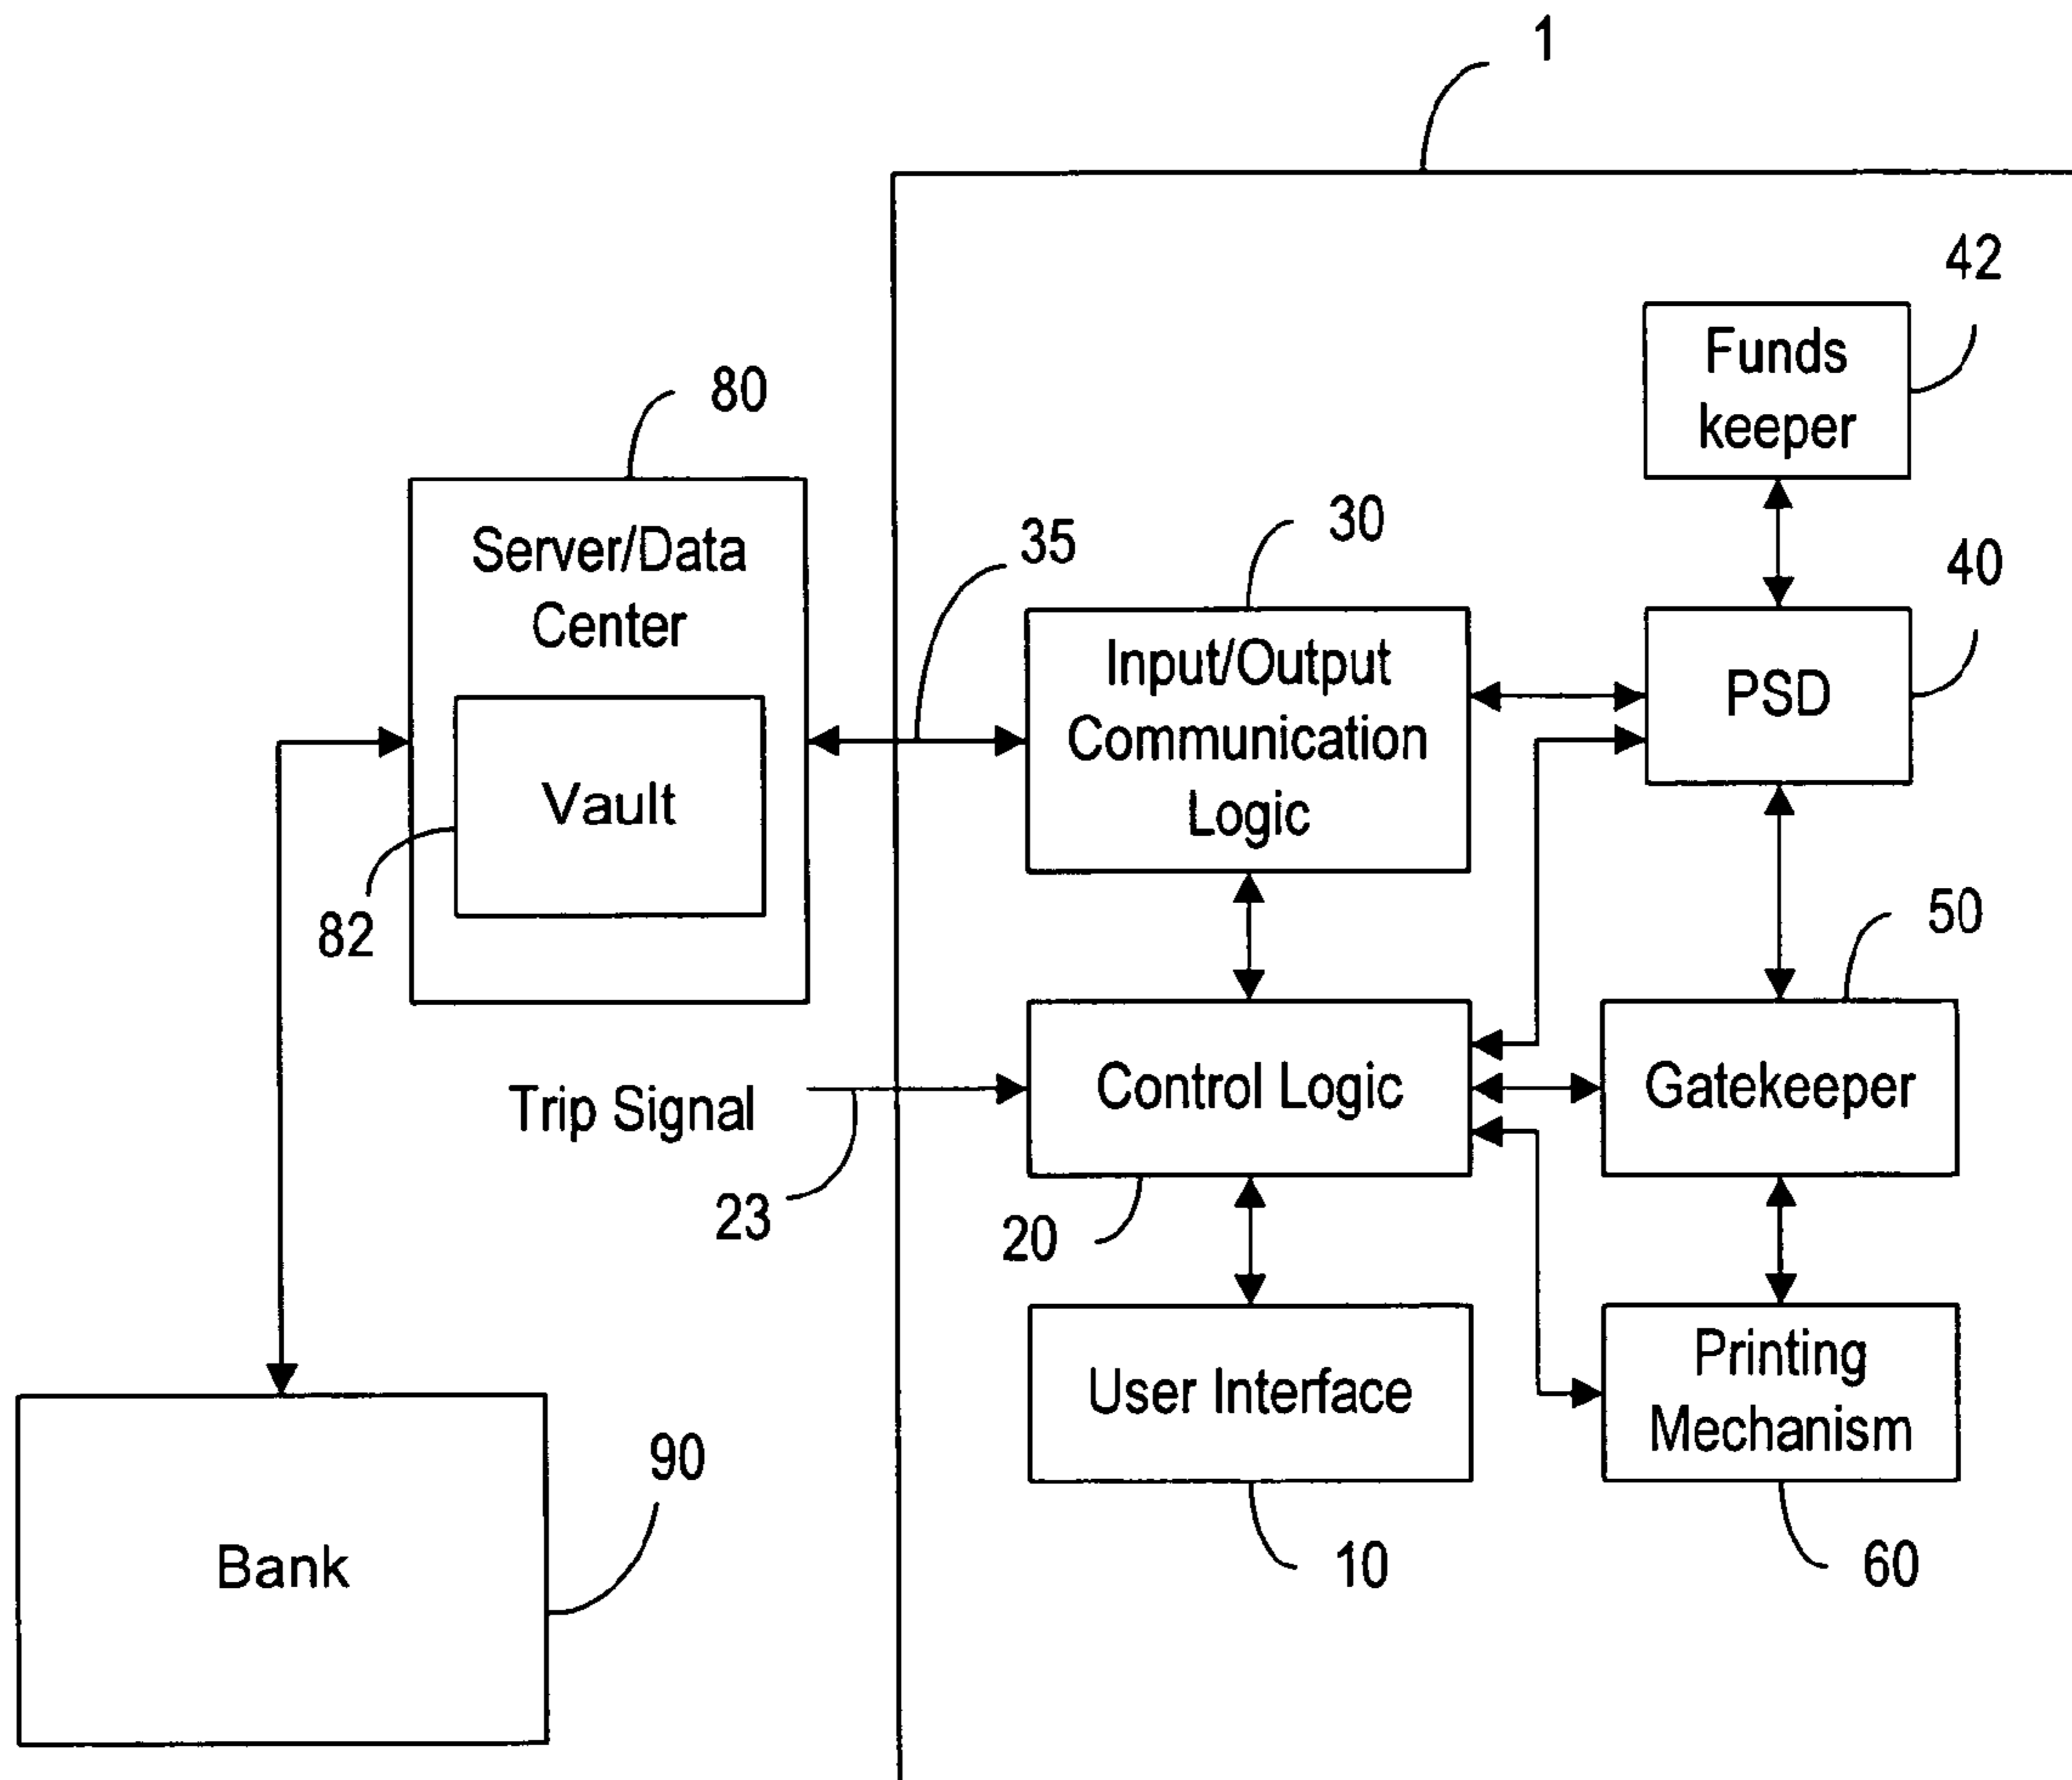 1
42
Funds
keeper
80
Server/Data
Center
35
30
40
Input/Output
Communication
Logic
PSD
Vault
82
50
Trip Signal
Control Logic
Gatekeeper
23
20
User Interface
Printing
Mechanism
90
Bank
10
60